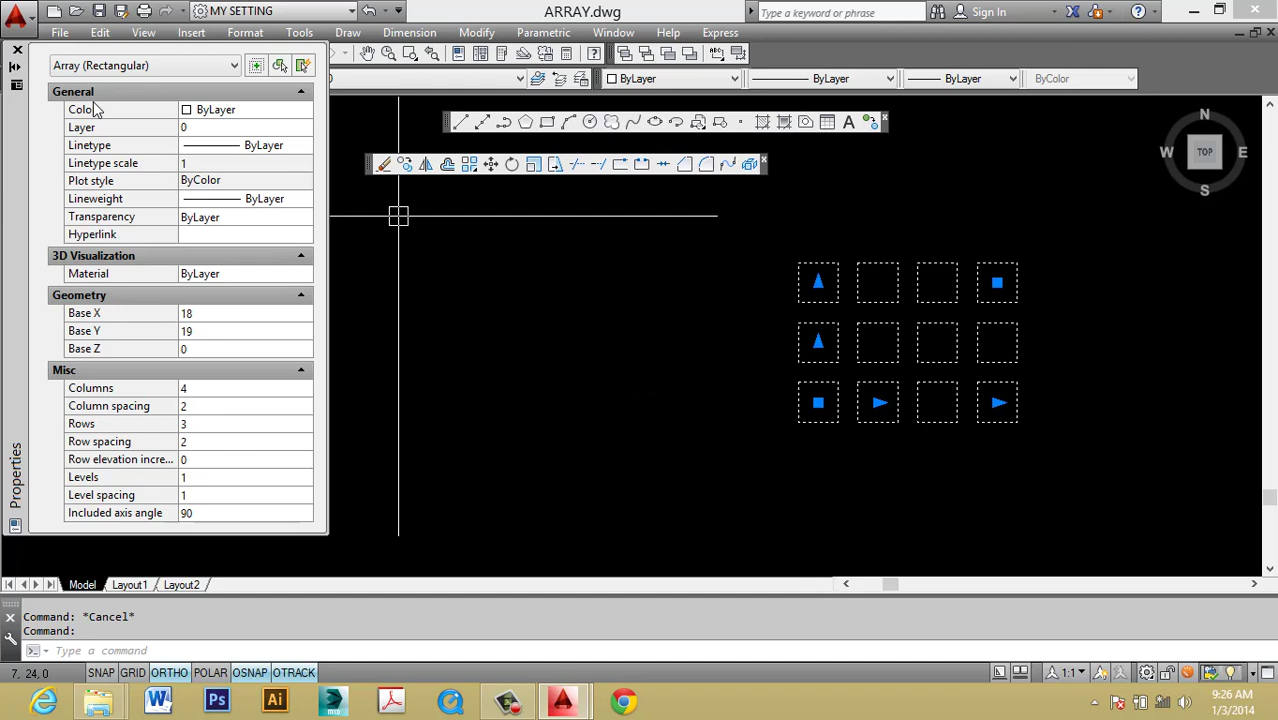 MY SETTING
ARRAY.dwg
Type a keyword or phrase
Sign In
File Edit View Insert Format Tools Draw Dimension Modify Parametric Window Help Express
0
ByLayer
ByLayer
ByLayer
ByColor
Array (Rectangular)
General
Color ByLayer
Layer 0
Linetype ByLayer
Linetype scale 1
Plot style ByColor
Lineweight ByLayer
Transparency ByLayer
Hyperlink
3D Visualization
Material ByLayer
Geometry
Base X 18
Base Y 19
Base Z 0
Misc
Columns 4
Column spacing 2
Rows 3
Row spacing 2
Row elevation incre... 0
Levels 1
Level spacing 1
Included axis angle 90
Properties
N
W TOP E
S
Model Layout1 Layout2
Command: *Cancel*
Command:
Type a command
7, 24, 0 SNAP GRID ORTHO POLAR OSNAP OTRACK
1:1
W Ps Ai
9:26 AM
1/3/2014